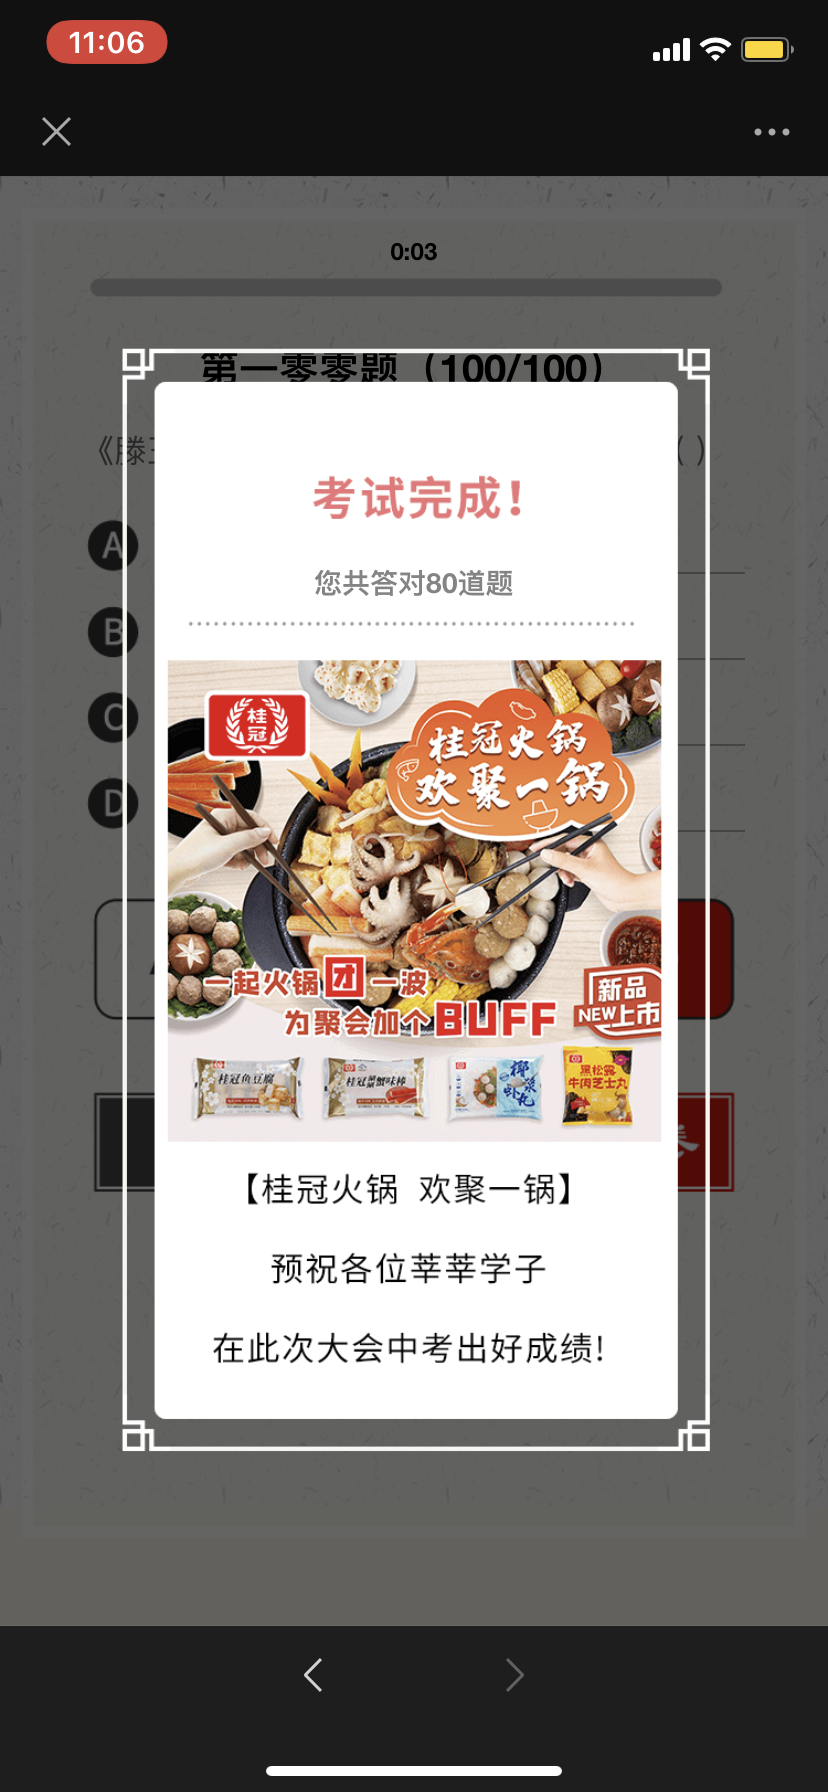 11:06
0:03
第一零零题（100/100）
《滕王
( )
考试完成！
A
您共答对80道题
B
C
D
桂冠
桂冠火锅
欢聚一锅
一起火锅团一波
为聚会加个BUFF
新品
NEW上市
桂冠鱼豆腐
桂冠蟹味棒
椰浆
虾丸
黑松露
牛肉芝士丸
卷
【桂冠火锅 欢聚一锅】
预祝各位莘莘学子
在此次大会中考出好成绩!